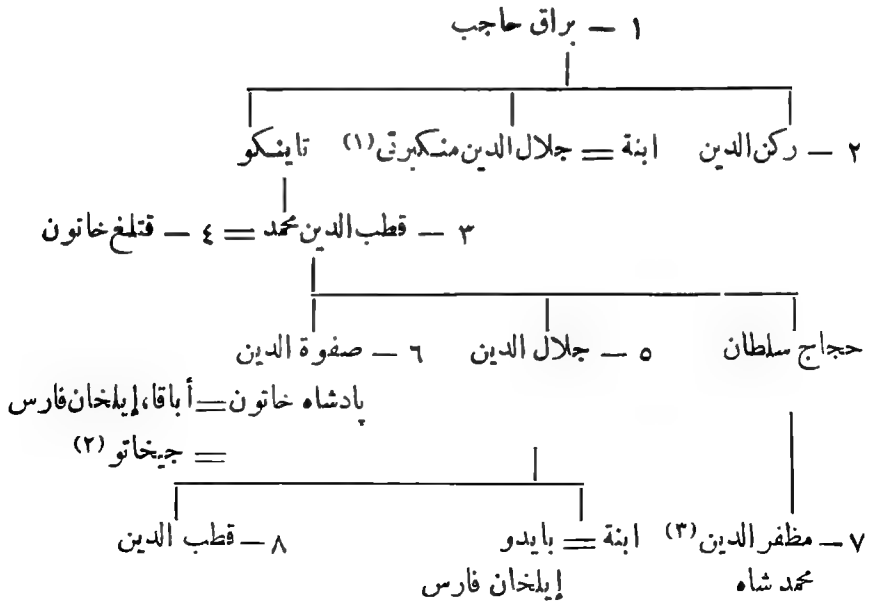 ١ – براق حاجب
٢ – ركن الدين ابنة = جلال الدين منكبرتى (١) تاينكو
٣ – قطب الدين محمد = ٤ – قتلغ خاتون
حجاج سلطان ٥ – جلال الدين ٦ – صفوة الدين
پادشاه خاتون = أباقا، إيلخان فارس
= جيخاتو (٢)
٧ – مظفر الدين (٣) ابنة = بايدو ٨ – قطب الدين
محمد شاه إيلخان فارس